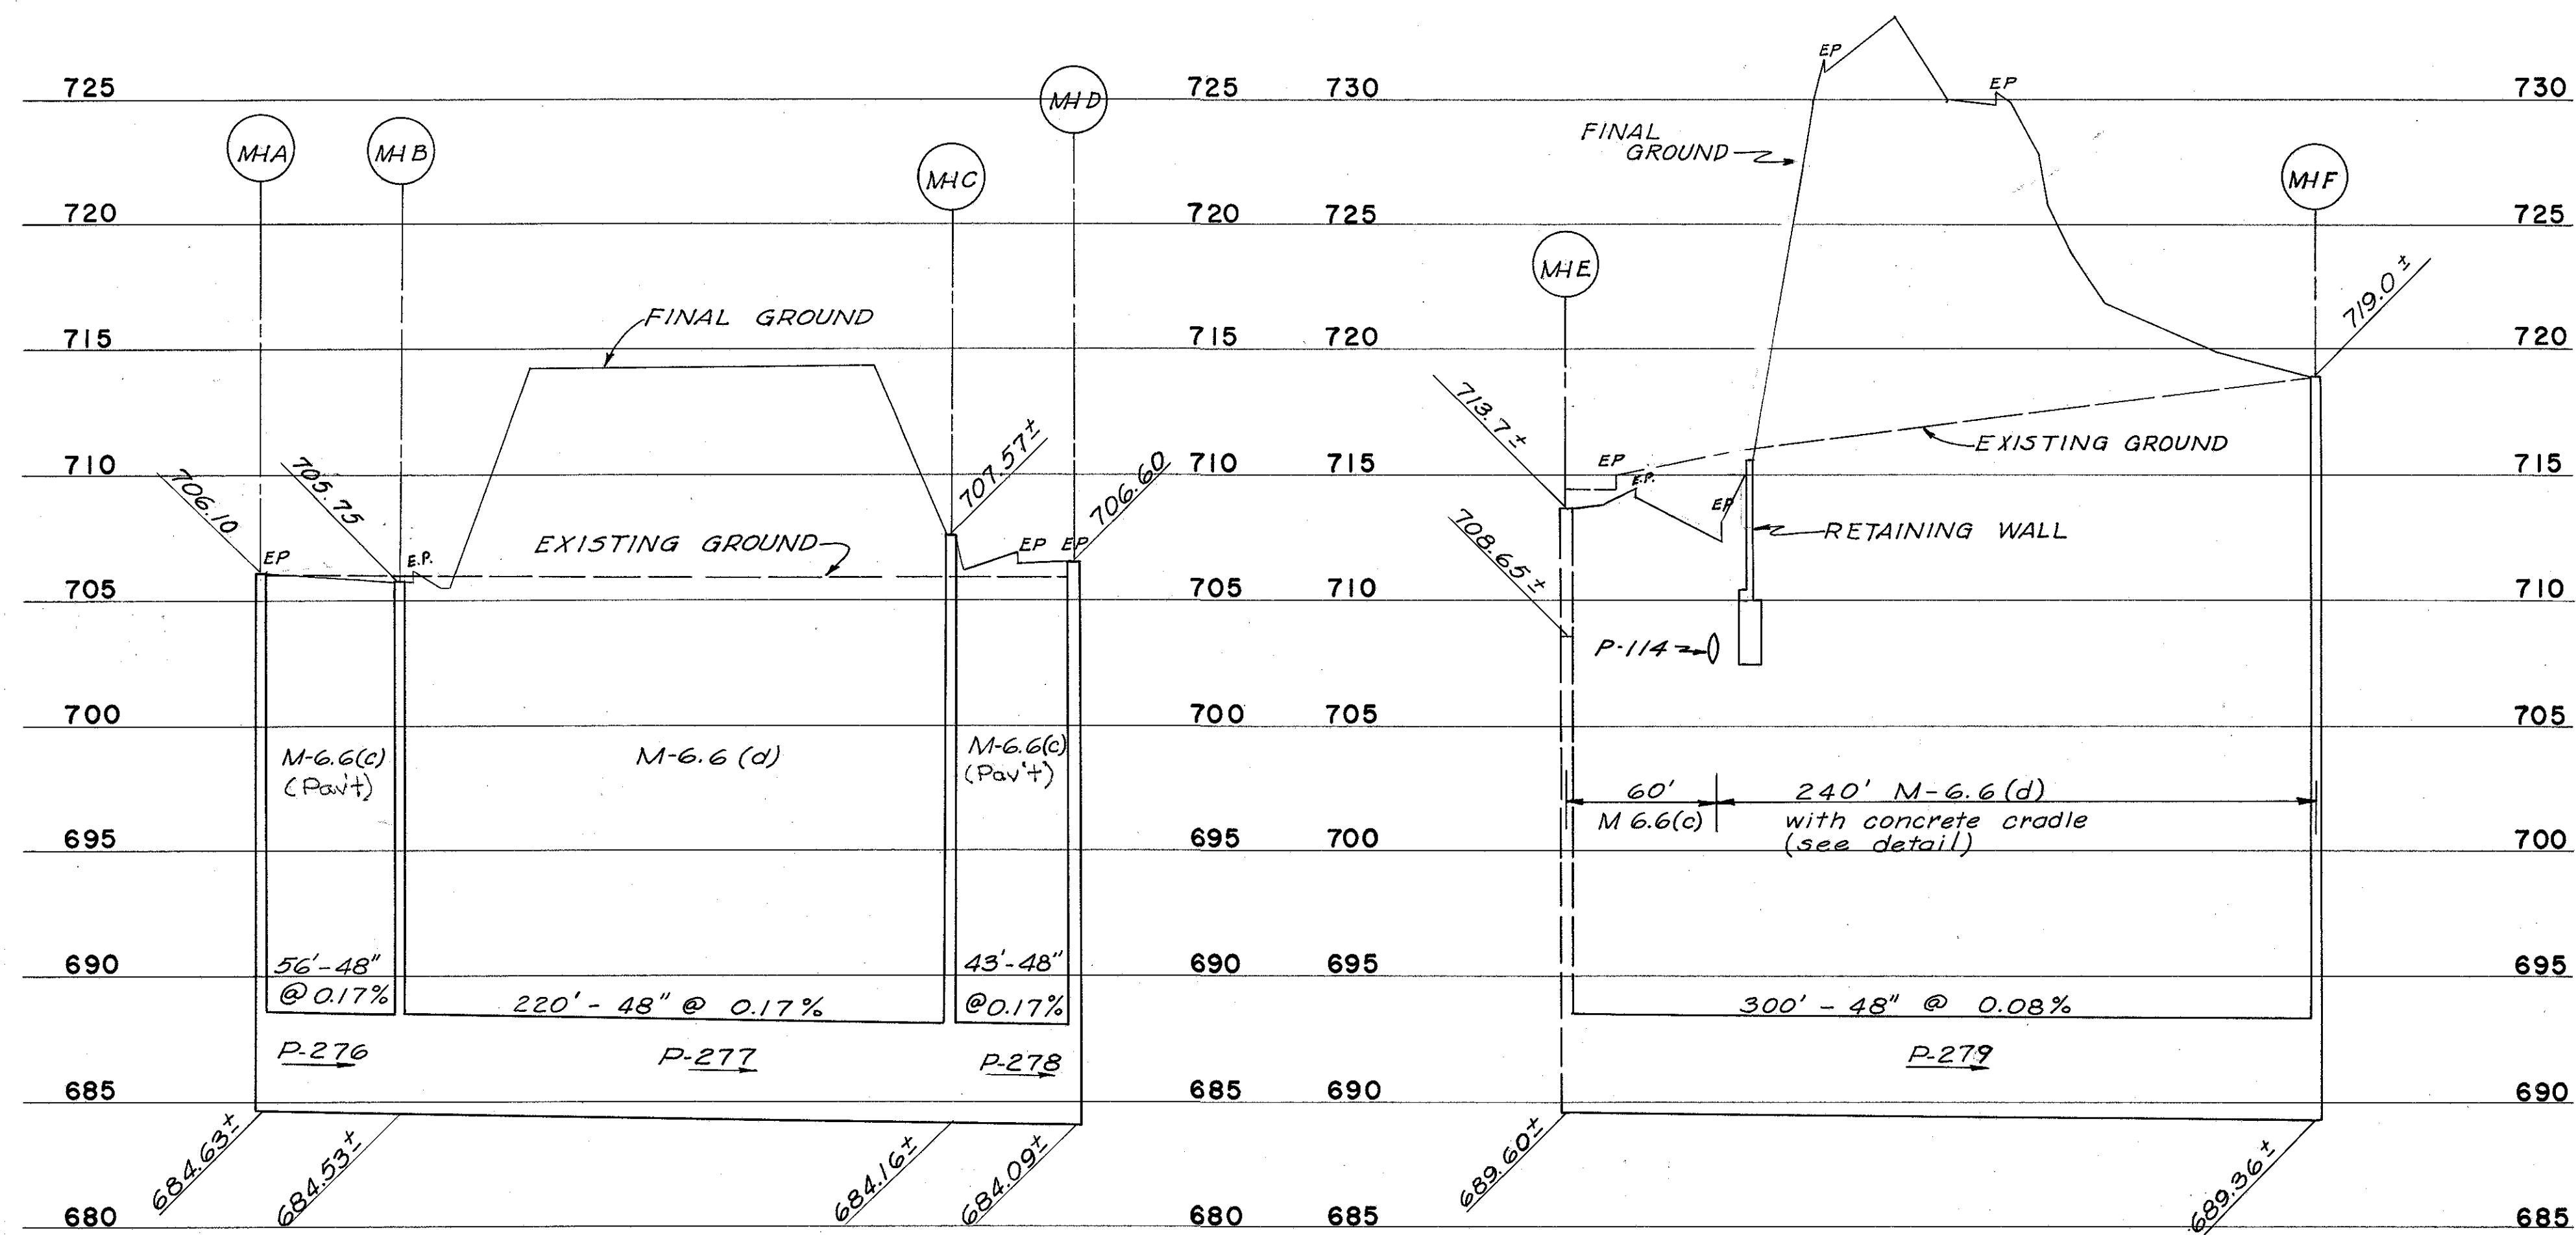 725
725
730
730
720
720
725
725
715
715
720
720
710
710
715
715
705
705
710
710
700
700
705
705
695
695
700
700
690
690
695
695
685
685
690
690
680
680
685
685
MH A
MH B
MH C
MH D
706.10
705.75
707.57±
706.60
EP
E.P.
EP
EP
FINAL GROUND
EXISTING GROUND
M-6.6(c)
(Pav't)
M-6.6 (d)
M-6.6(c)
(Pav't)
56'-48"
@ 0.17%
220' - 48" @ 0.17%
43'-48"
@ 0.17%
P-276
P-277
P-278
684.63±
684.53±
684.16±
684.09±
MH E
MH F
EP
EP
FINAL
GROUND
713.7±
719.0±
708.65±
EP
E.P.
EP
EXISTING GROUND
RETAINING WALL
P-114
60'
M 6.6(c)
240' M-6.6 (d)
with concrete cradle
(see detail)
300' - 48" @ 0.08%
P-279
689.60±
689.36±